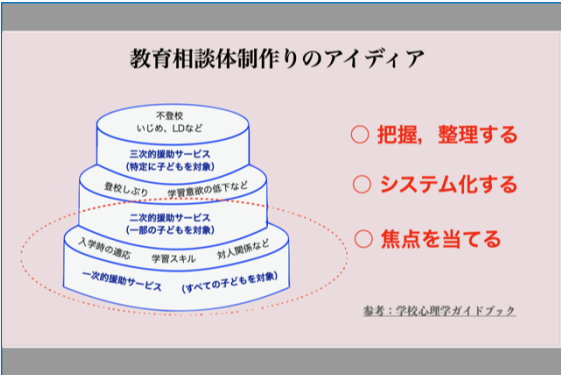 教育相談体制作りのアイディア
不登校
いじめ、LDなど
三次的援助サービス
(特定に子どもを対象)
登校しぶり 学習意欲の低下など
二次的援助サービス
(一部の子どもを対象)
入学時の適応 学習スキル 対人関係など
一次的援助サービス (すべての子どもを対象)
○ 把握，整理する
○ システム化する
○ 焦点を当てる
参考：学校心理学ガイドブック